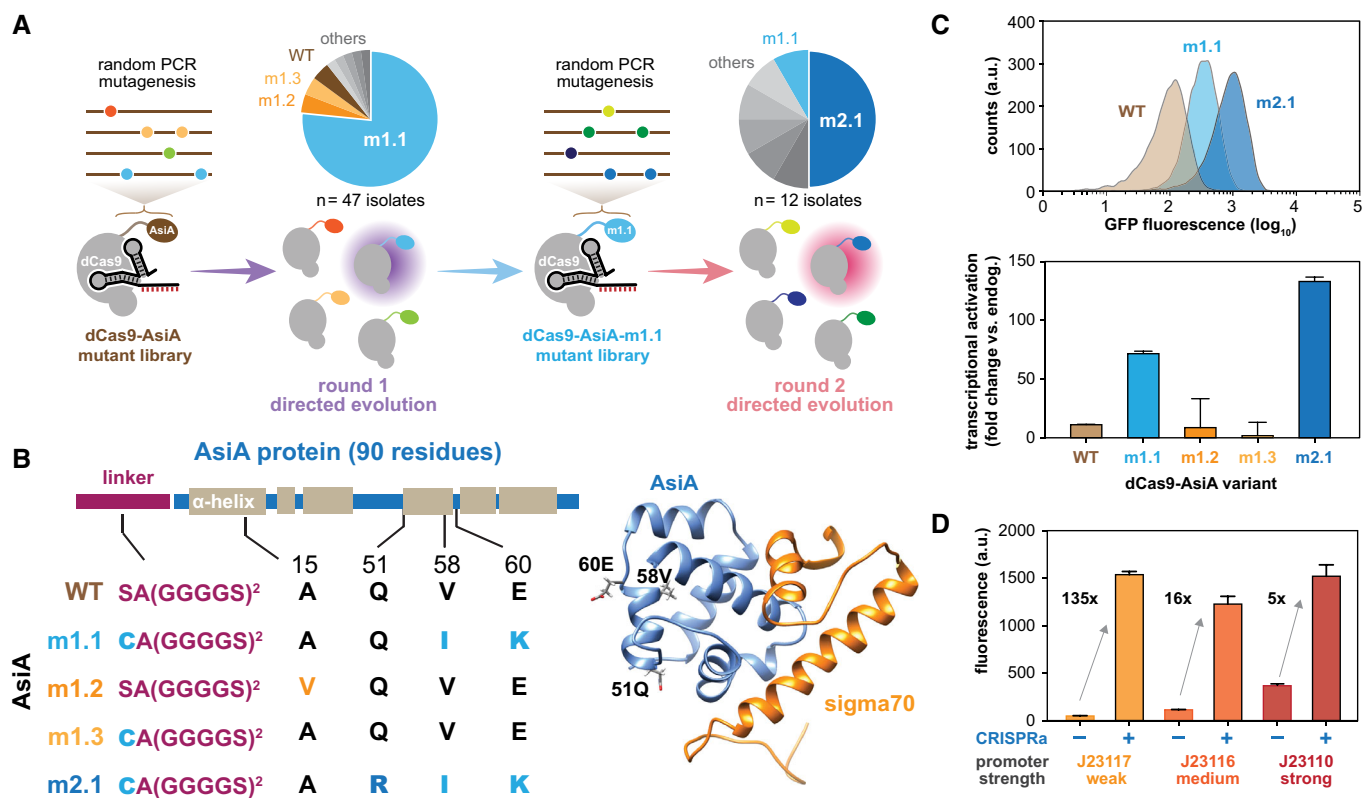 A
random PCR
mutagenesis
WT
others
m1.3
m1.2
m1.1
n= 47 isolates
AsiA
dCas9
dCas9-AsiA
mutant library
round 1
directed evolution
random PCR
mutagenesis
others
m1.1
m2.1
n= 12 isolates
m1.1
dCas9
dCas9-AsiA-m1.1
mutant library
round 2
directed evolution
B
AsiA protein (90 residues)
linker
α-helix
15 51 58 60
AsiA
WT SA(GGGGS)² A Q V E
m1.1 CA(GGGGS)² A Q I K
m1.2 SA(GGGGS)² V Q V E
m1.3 CA(GGGGS)² A Q V E
m2.1 CA(GGGGS)² A R I K
AsiA
60E
58V
51Q
sigma70
C
counts (a.u.)
400
300
200
100
0
WT
m1.1
m2.1
0 1 2 3 4 5
GFP fluorescence (log10)
transcriptional activation
(fold change vs. endog.)
150
100
50
0
WT m1.1 m1.2 m1.3 m2.1
dCas9-AsiA variant
D
fluorescence (a.u.)
2000
1500
1000
500
0
135x
16x
5x
CRISPRa − + − + − +
promoter
strength
J23117
weak
J23116
medium
J23110
strong